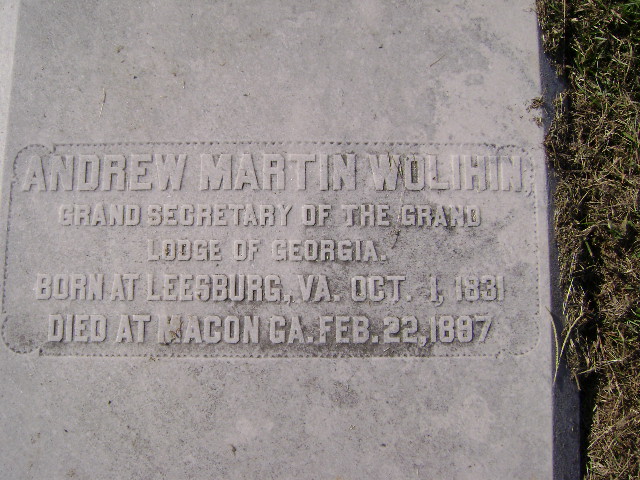 ANDREW MARTIN WOLIHIN,
GRAND SECRETARY OF THE GRAND
LODGE OF GEORGIA.
BORN AT LEESBURG, VA. OCT. 1, 1831
DIED AT MACON GA. FEB. 22, 1897